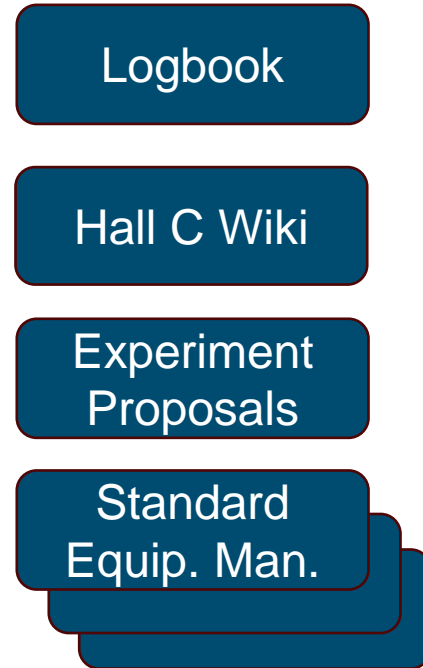 Logbook
Hall C Wiki
Experiment
Proposals
Standard
Equip. Man.